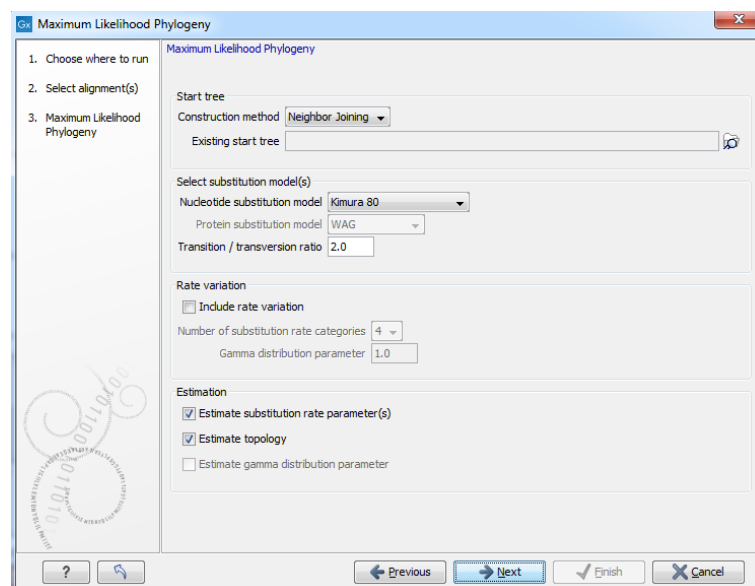 Gx Maximum Likelihood Phylogeny
1. Choose where to run
2. Select alignment(s)
3. Maximum Likelihood
Phylogeny
Maximum Likelihood Phylogeny
Start tree
Construction method Neighbor Joining
Existing start tree
Select substitution model(s)
Nucleotide substitution model Kimura 80
Protein substitution model WAG
Transition / transversion ratio 2.0
Rate variation
Include rate variation
Number of substitution rate categories 4
Gamma distribution parameter 1.0
Estimation
Estimate substitution rate parameter(s)
Estimate topology
Estimate gamma distribution parameter
? Previous Next Finish Cancel